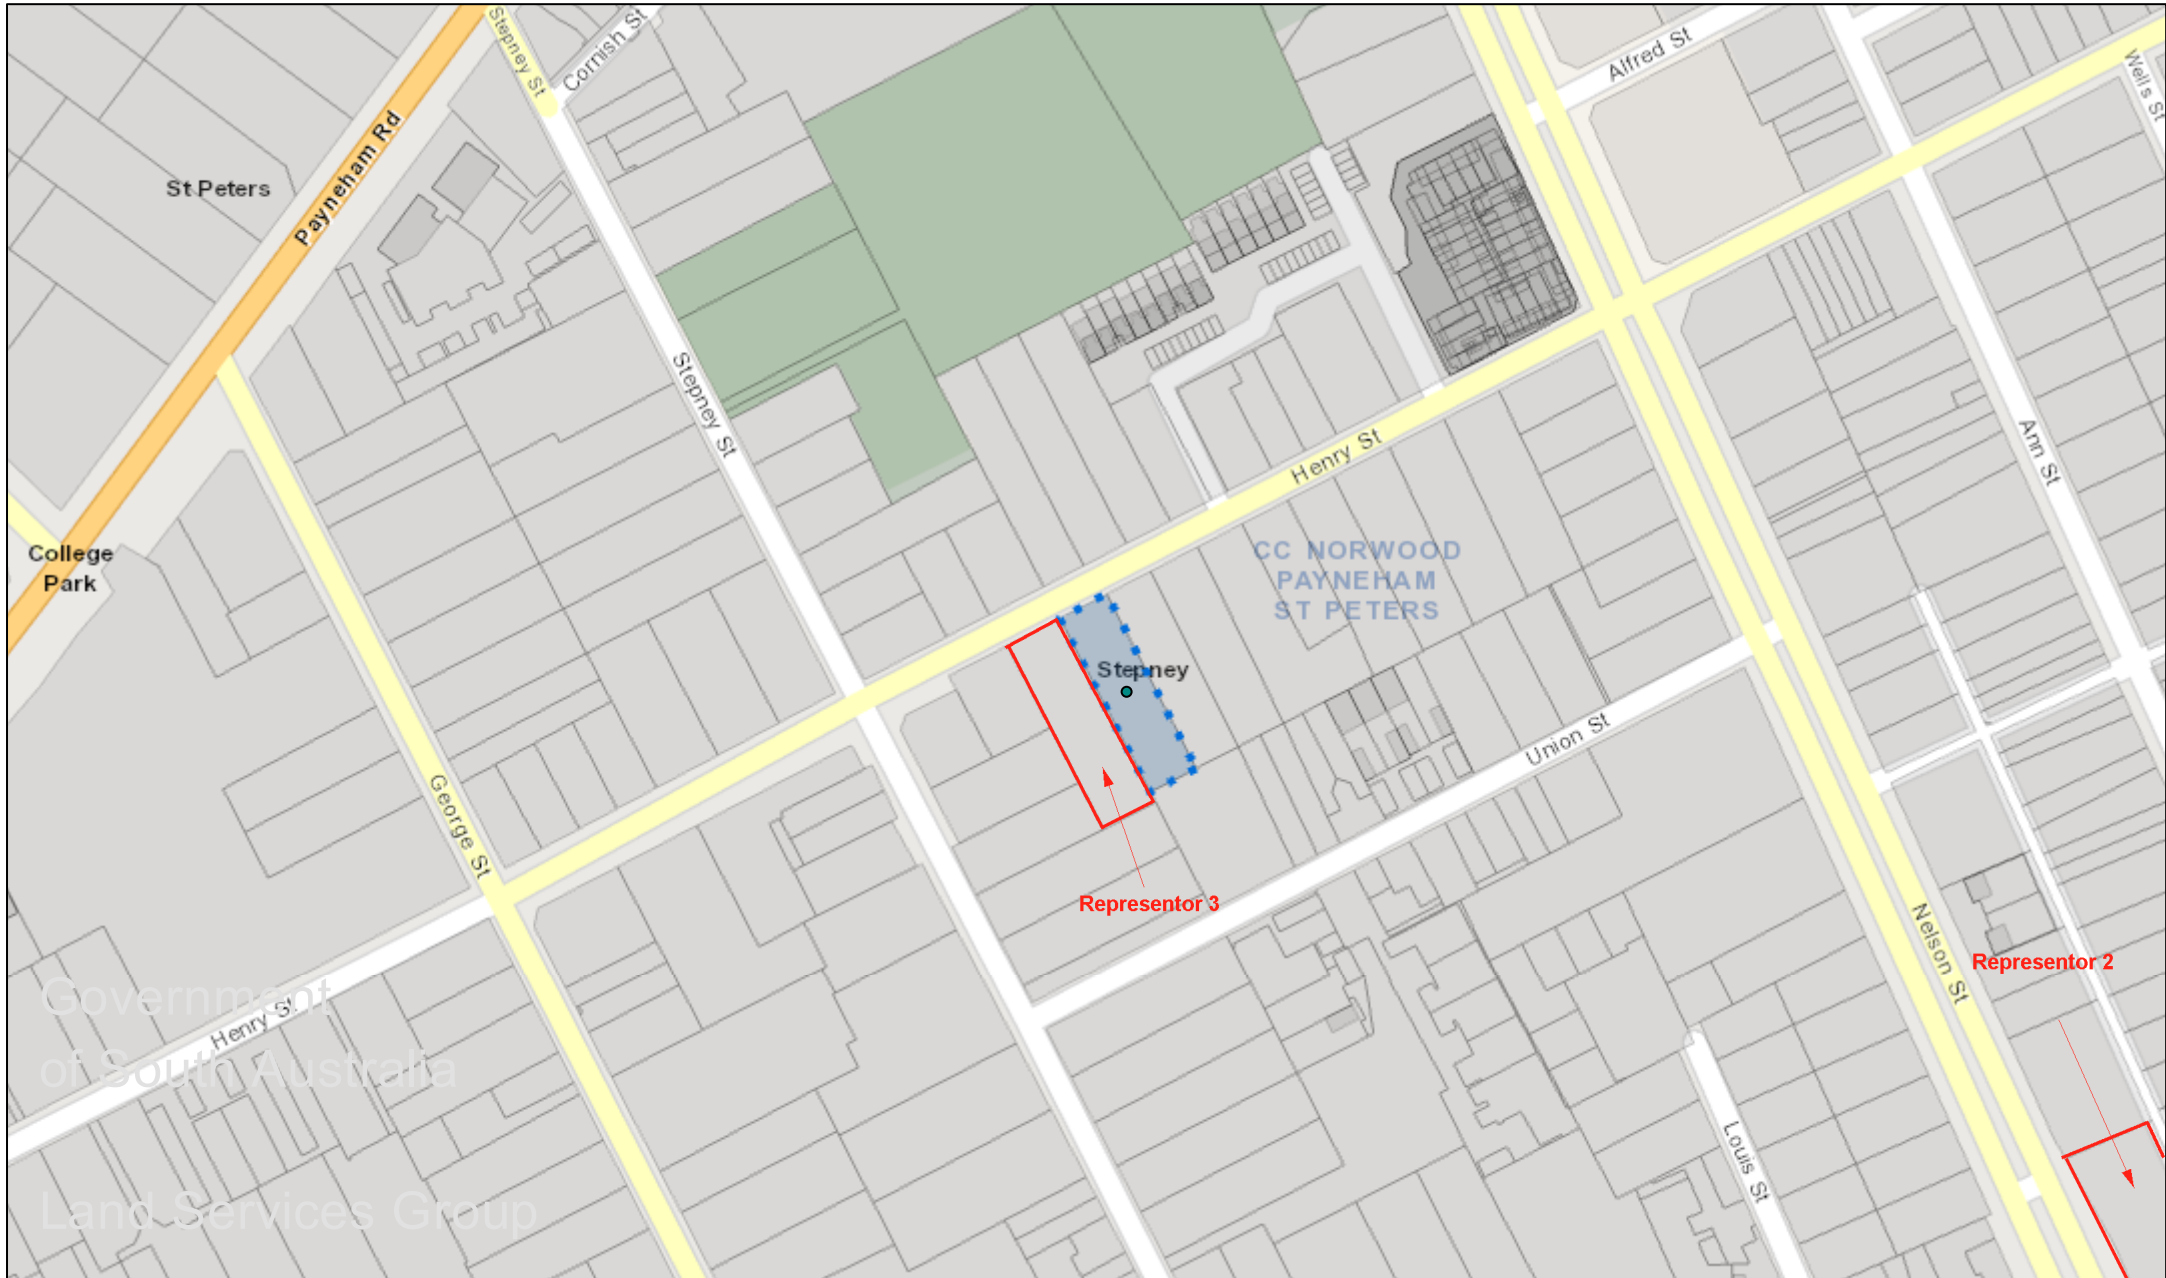 Stepney St
Cornish St
Alfred St
Wells St
Payneham Rd
St Peters
Stepney St
Henry St
Ann St
College
Park
CC NORWOOD
PAYNEHAM
ST PETERS
Stepney
Union St
George St
Representor 3
Nelson St
Representor 2
Government
Henry St
of South Australia
Louis St
Land Services Group